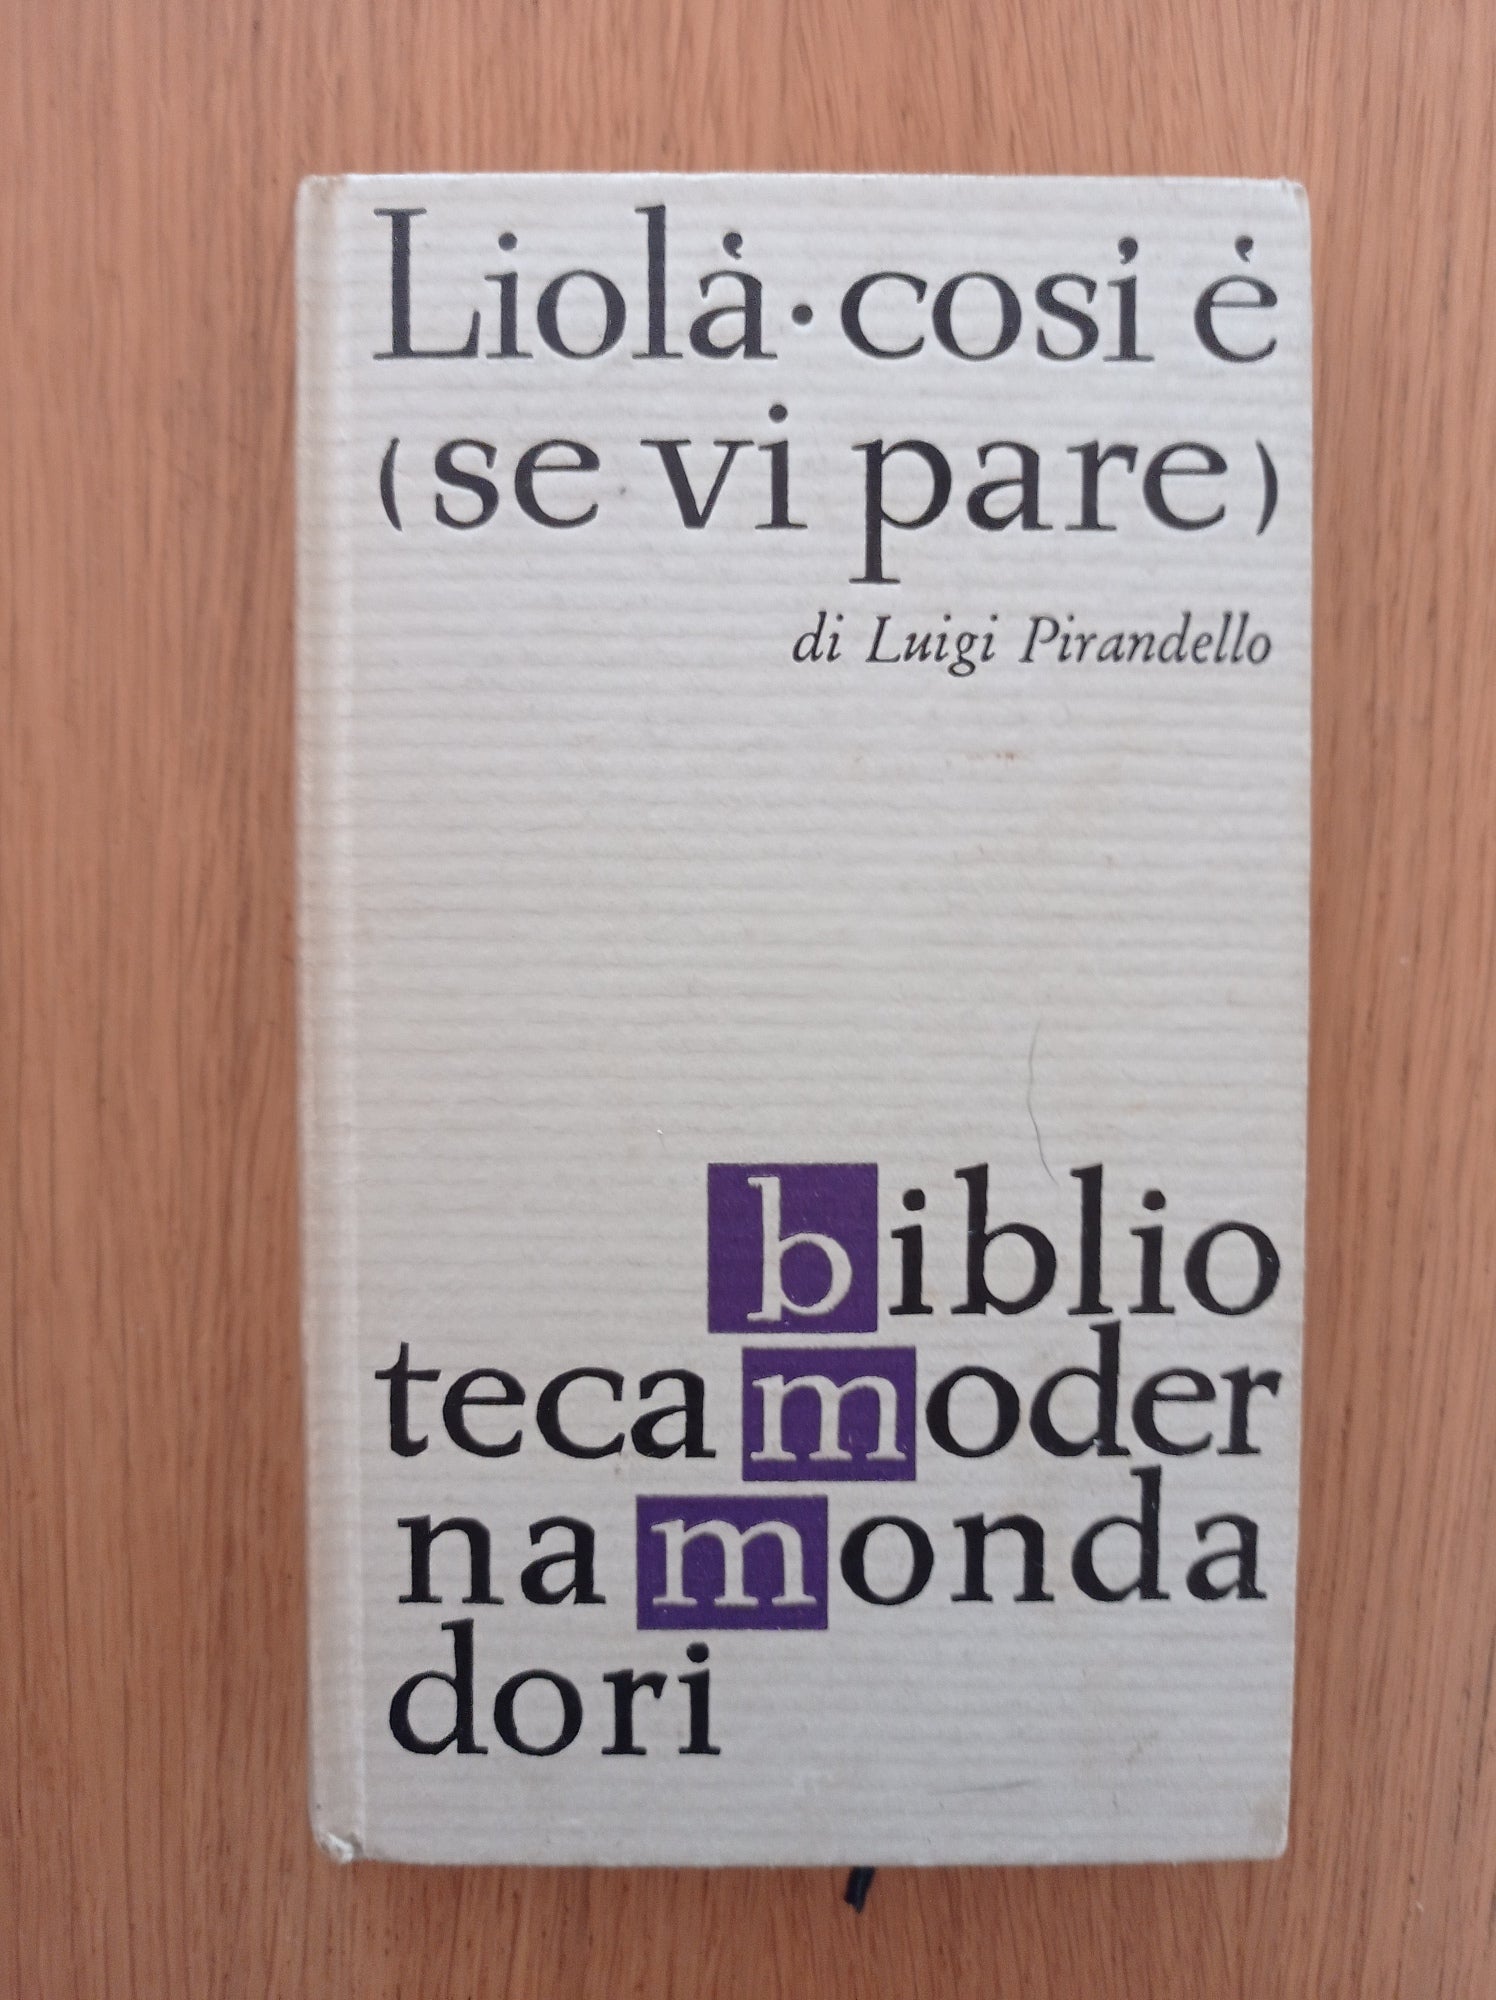 Liolà · così è
(se vi pare)
di Luigi Pirandello
biblio
teca moder
na monda
dori